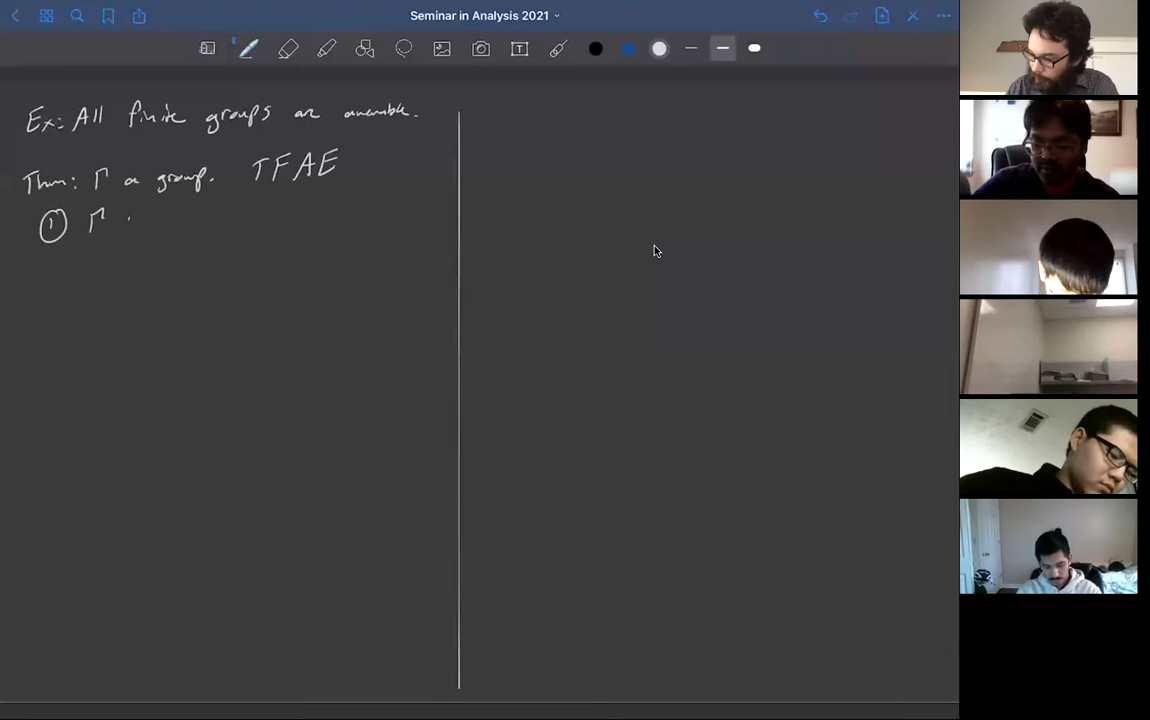 Seminar in Analysis 2021
Ex: All finite groups are amenable.
Thm: Γ a group. TFAE
① Γ